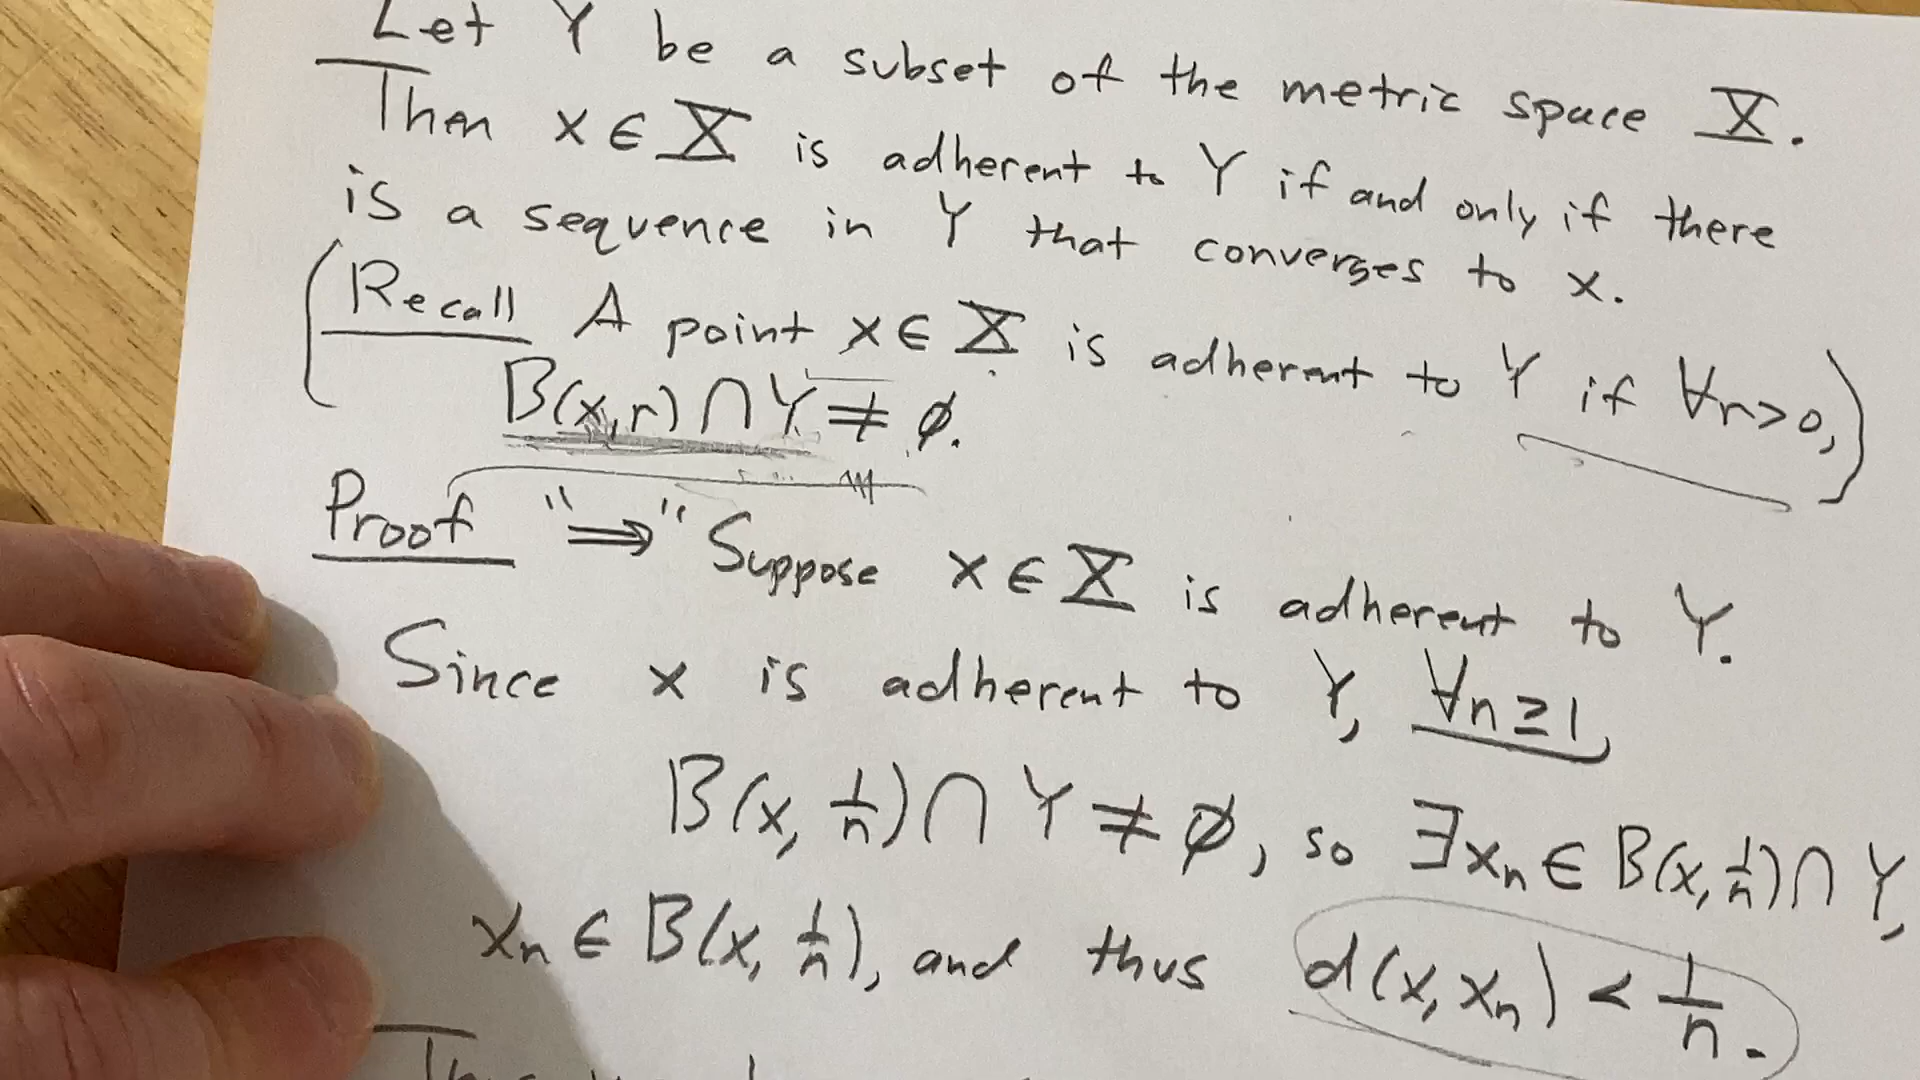 Let Y be a subset of the metric space X.
Then x ∈ X is adherent to Y if and only if there
is a sequence in Y that converges to x.
(Recall A point x ∈ X is adherent to Y if ∀r>0,)
B(x,r) ∩ Y ≠ ∅.
Proof "⇒" Suppose x ∈ X is adherent to Y.
Since x is adherent to Y, ∀n≥1,
B(x, 1/n) ∩ Y ≠ ∅, so ∃xₙ ∈ B(x, 1/n) ∩ Y,
xₙ ∈ B(x, 1/n), and thus d(x, xₙ) < 1/n.